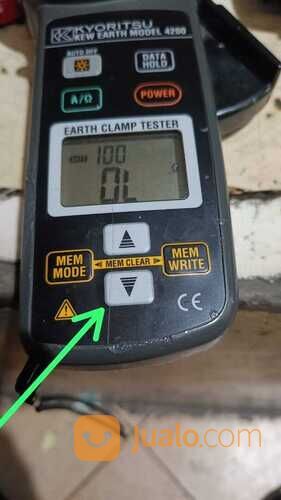 KYORITSU
KEW EARTH MODEL 4200
AUTO OFF
DATA
HOLD
A/Ω
POWER
EARTH CLAMP TESTER
100
Ω
OL
MEM
MODE
MEM CLEAR
MEM
WRITE
CE
jualo.com